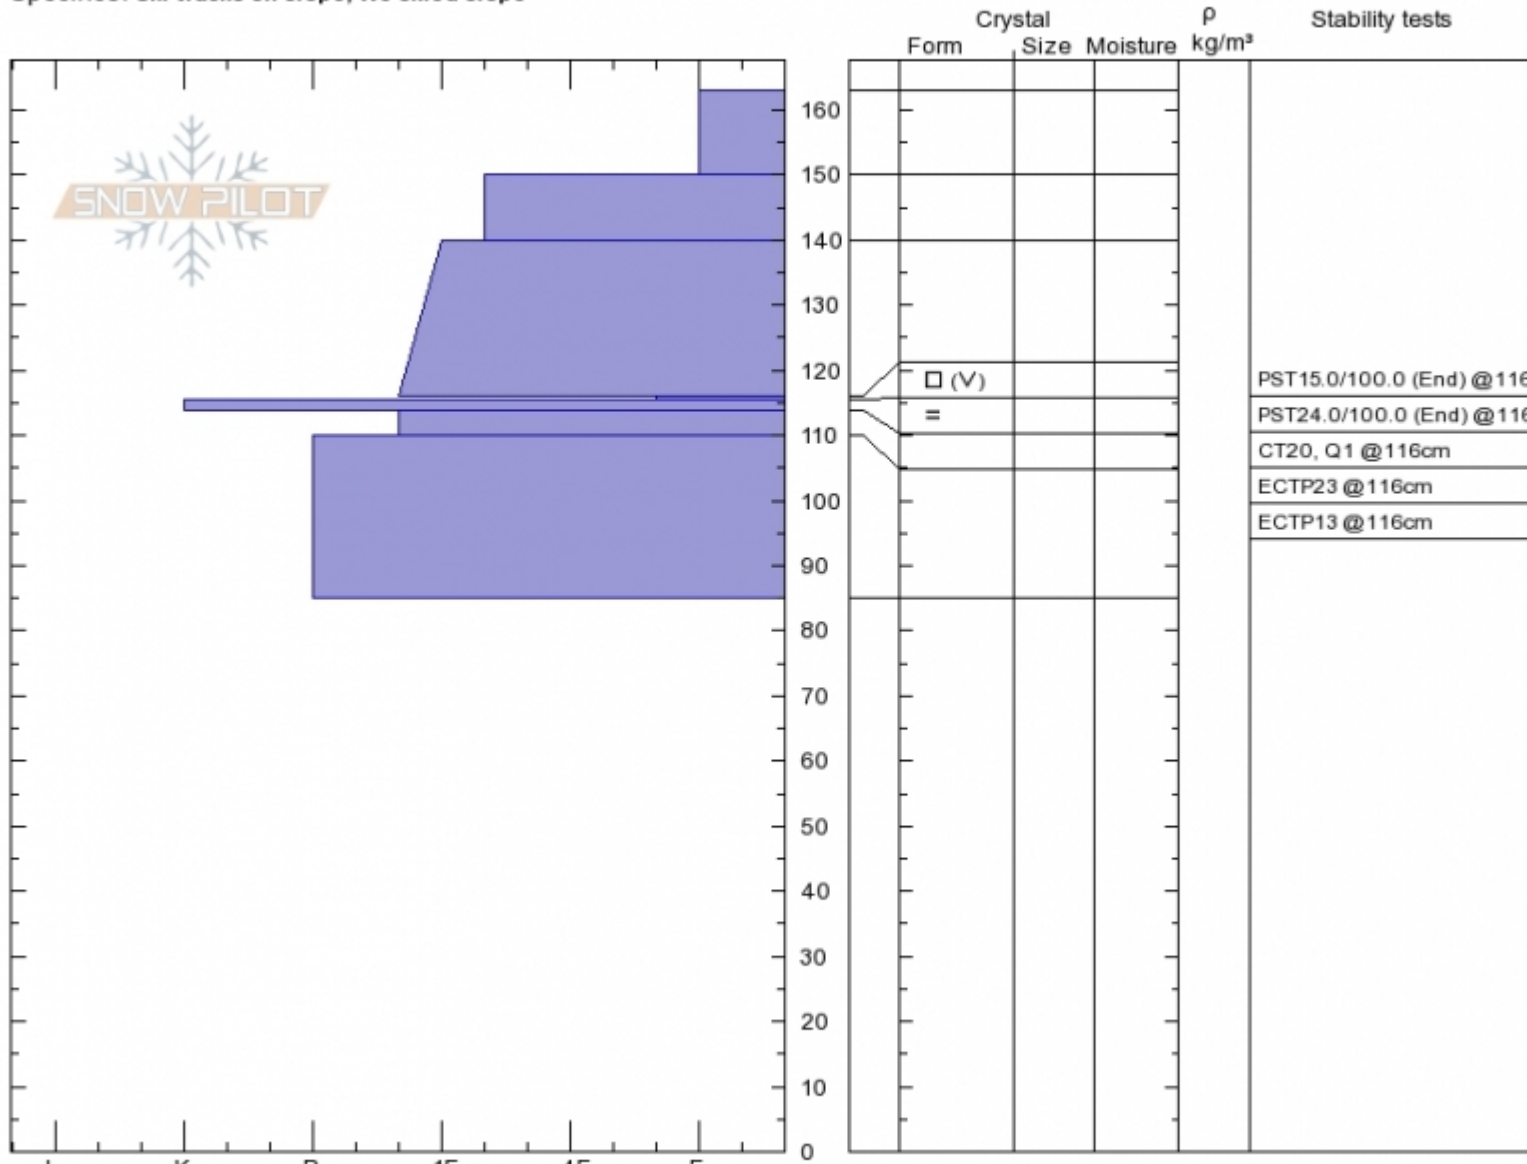 Crystal
ρ
Stability tests
Form
Size
Moisture
kg/m³
SNOW PILOT
160
150
140
130
120
110
100
90
80
70
60
50
40
30
20
10
0
□ (V)
=
PST15.0/100.0 (End) @116
PST24.0/100.0 (End) @116
CT20, Q1 @116cm
ECTP23 @116cm
ECTP13 @116cm